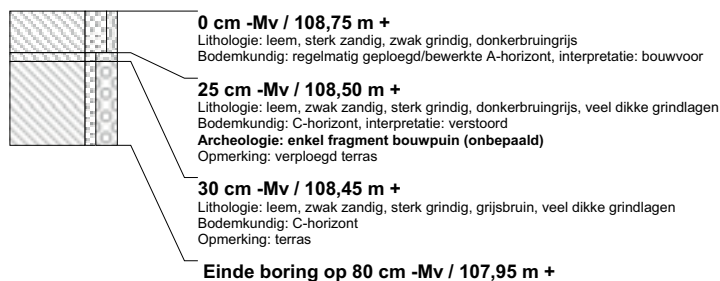 0 cm -Mv / 108,75 m +
Lithologie: leem, sterk zandig, zwak grindig, donkerbruingrijs
Bodemkundig: regelmatig geploegd/bewerkte A-horizont, interpretatie: bouwvoor
25 cm -Mv / 108,50 m +
Lithologie: leem, zwak zandig, sterk grindig, donkerbruingrijs, veel dikke grindlagen
Bodemkundig: C-horizont, interpretatie: verstoord
Archeologie: enkel fragment bouwpuin (onbepaald)
Opmerking: verploegd terras
30 cm -Mv / 108,45 m +
Lithologie: leem, zwak zandig, sterk grindig, grijsbruin, veel dikke grindlagen
Bodemkundig: C-horizont
Opmerking: terras
Einde boring op 80 cm -Mv / 107,95 m +